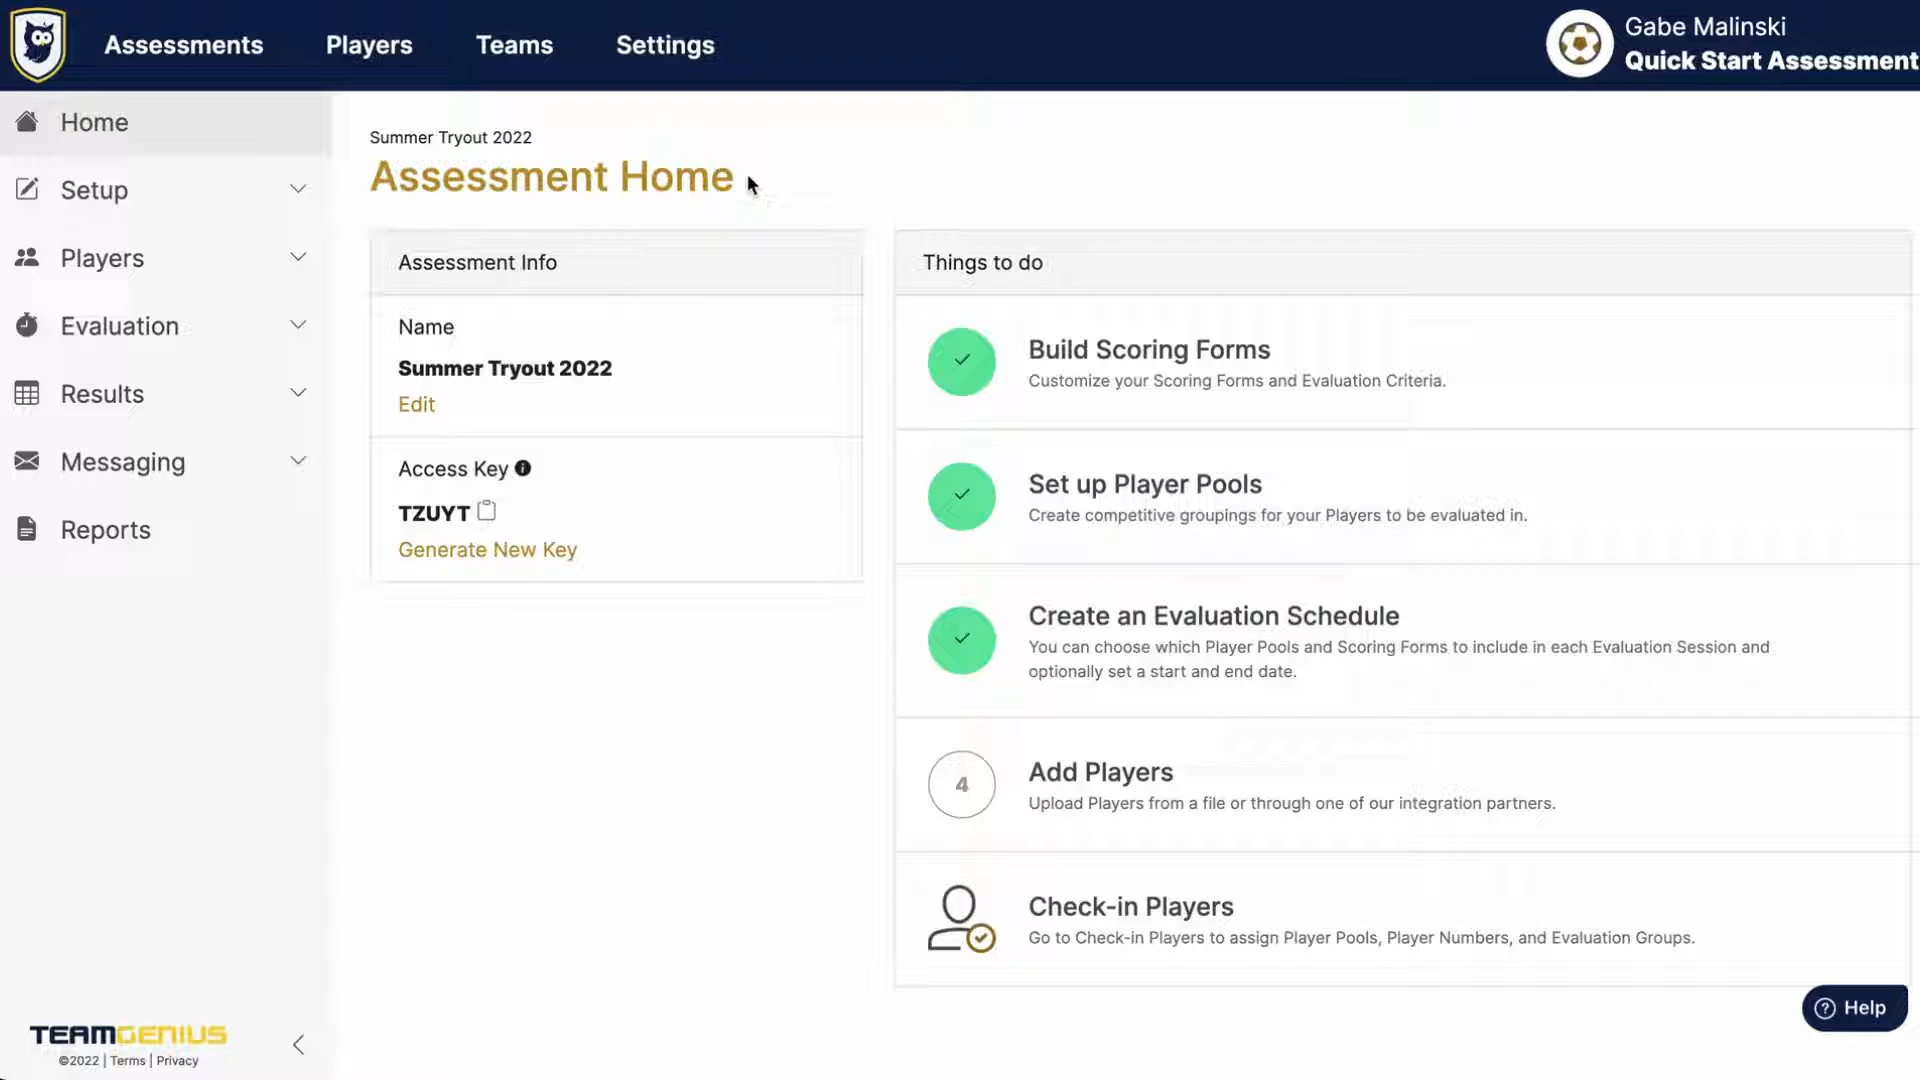 Assessments
Players
Teams
Settings
Gabe Malinski
Quick Start Assessment
Home
Setup
Players
Evaluation
Results
Messaging
Reports
Summer Tryout 2022
Assessment Home
Assessment Info
Name
Summer Tryout 2022
Edit
Access Key
TZUYT
Generate New Key
Things to do
Build Scoring Forms
Customize your Scoring Forms and Evaluation Criteria.
Set up Player Pools
Create competitive groupings for your Players to be evaluated in.
Create an Evaluation Schedule
You can choose which Player Pools and Scoring Forms to include in each Evaluation Session and
optionally set a start and end date.
4
Add Players
Upload Players from a file or through one of our integration partners.
Check-in Players
Go to Check-in Players to assign Player Pools, Player Numbers, and Evaluation Groups.
Help
TEAMGENIUS
©2022 | Terms | Privacy